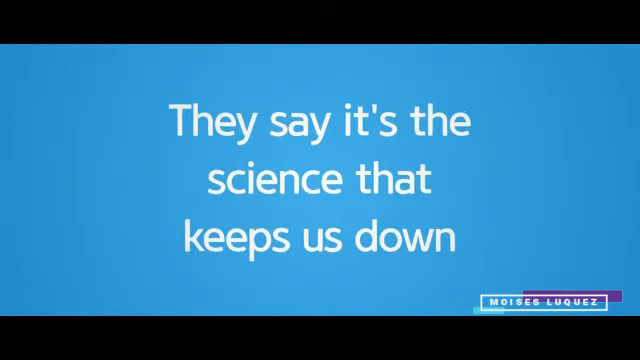 They say it's the
science that
keeps us down
MOISES LUQUEZ